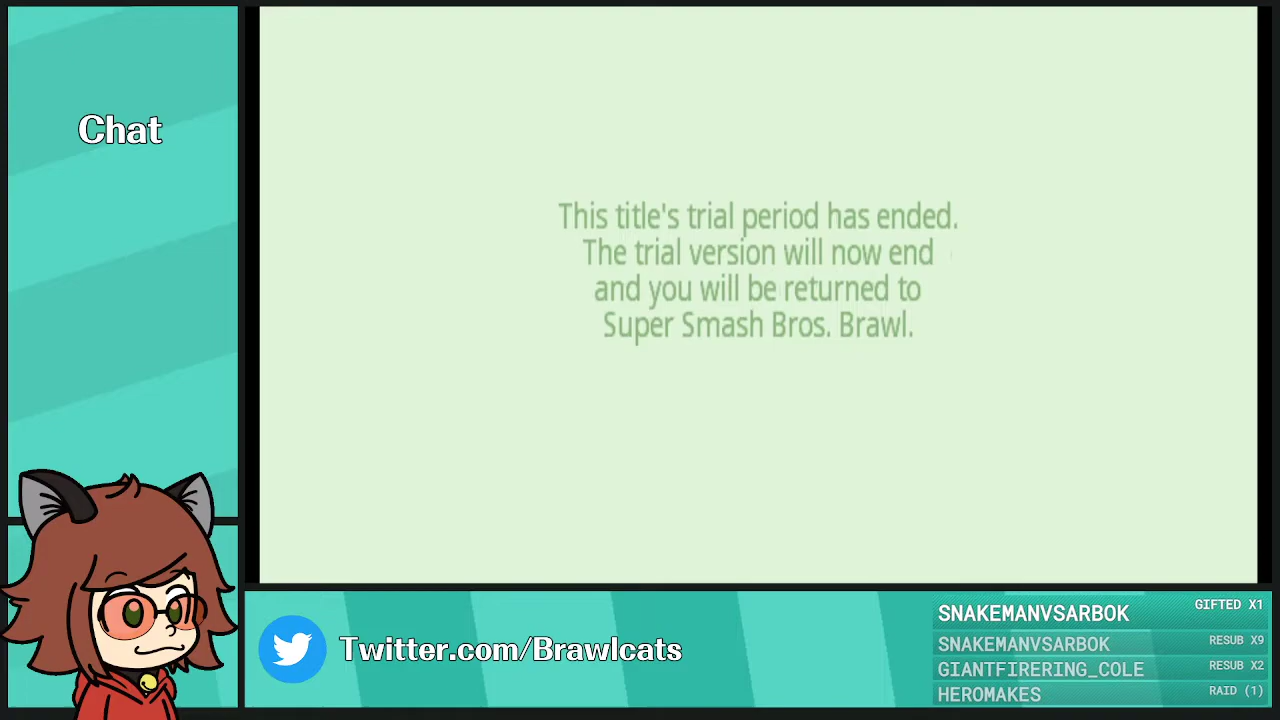 Chat
This title's trial period has ended.
The trial version will now end
and you will be returned to
Super Smash Bros. Brawl.
Twitter.com/Brawlcats
SNAKEMANVSARBOK GIFTED X1
SNAKEMANVSARBOK RESUB X9
GIANTFIRERING_COLE RESUB X2
HEROMAKES RAID (1)